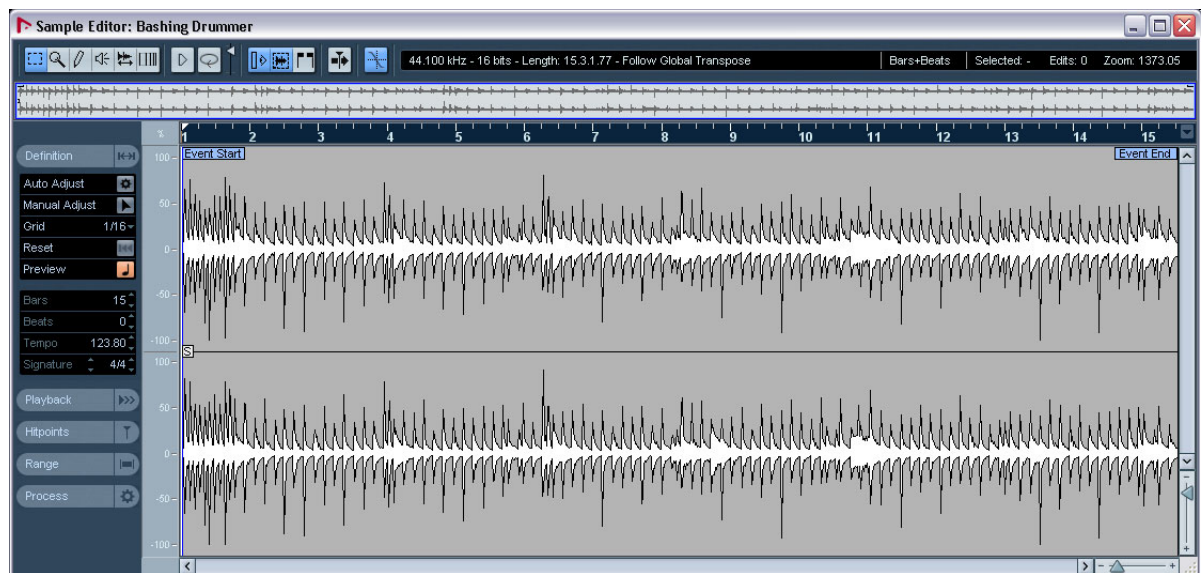 Sample Editor: Bashing Drummer
44.100 kHz - 16 bits - Length: 15.3.1.77 - Follow Global Transpose
Bars+Beats
Selected: -
Edits: 0
Zoom: 1373.05
% 1 2 3 4 5 6 7 8 9 10 11 12 13 14 15
Definition
Auto Adjust
Manual Adjust
Grid 1/16
Reset
Preview
Bars 15
Beats 0
Tempo 123.80
Signature 4/4
Playback
Hitpoints
Range
Process
Event Start
Event End
100
50
0
-50
-100
S
100
50
0
-50
-100